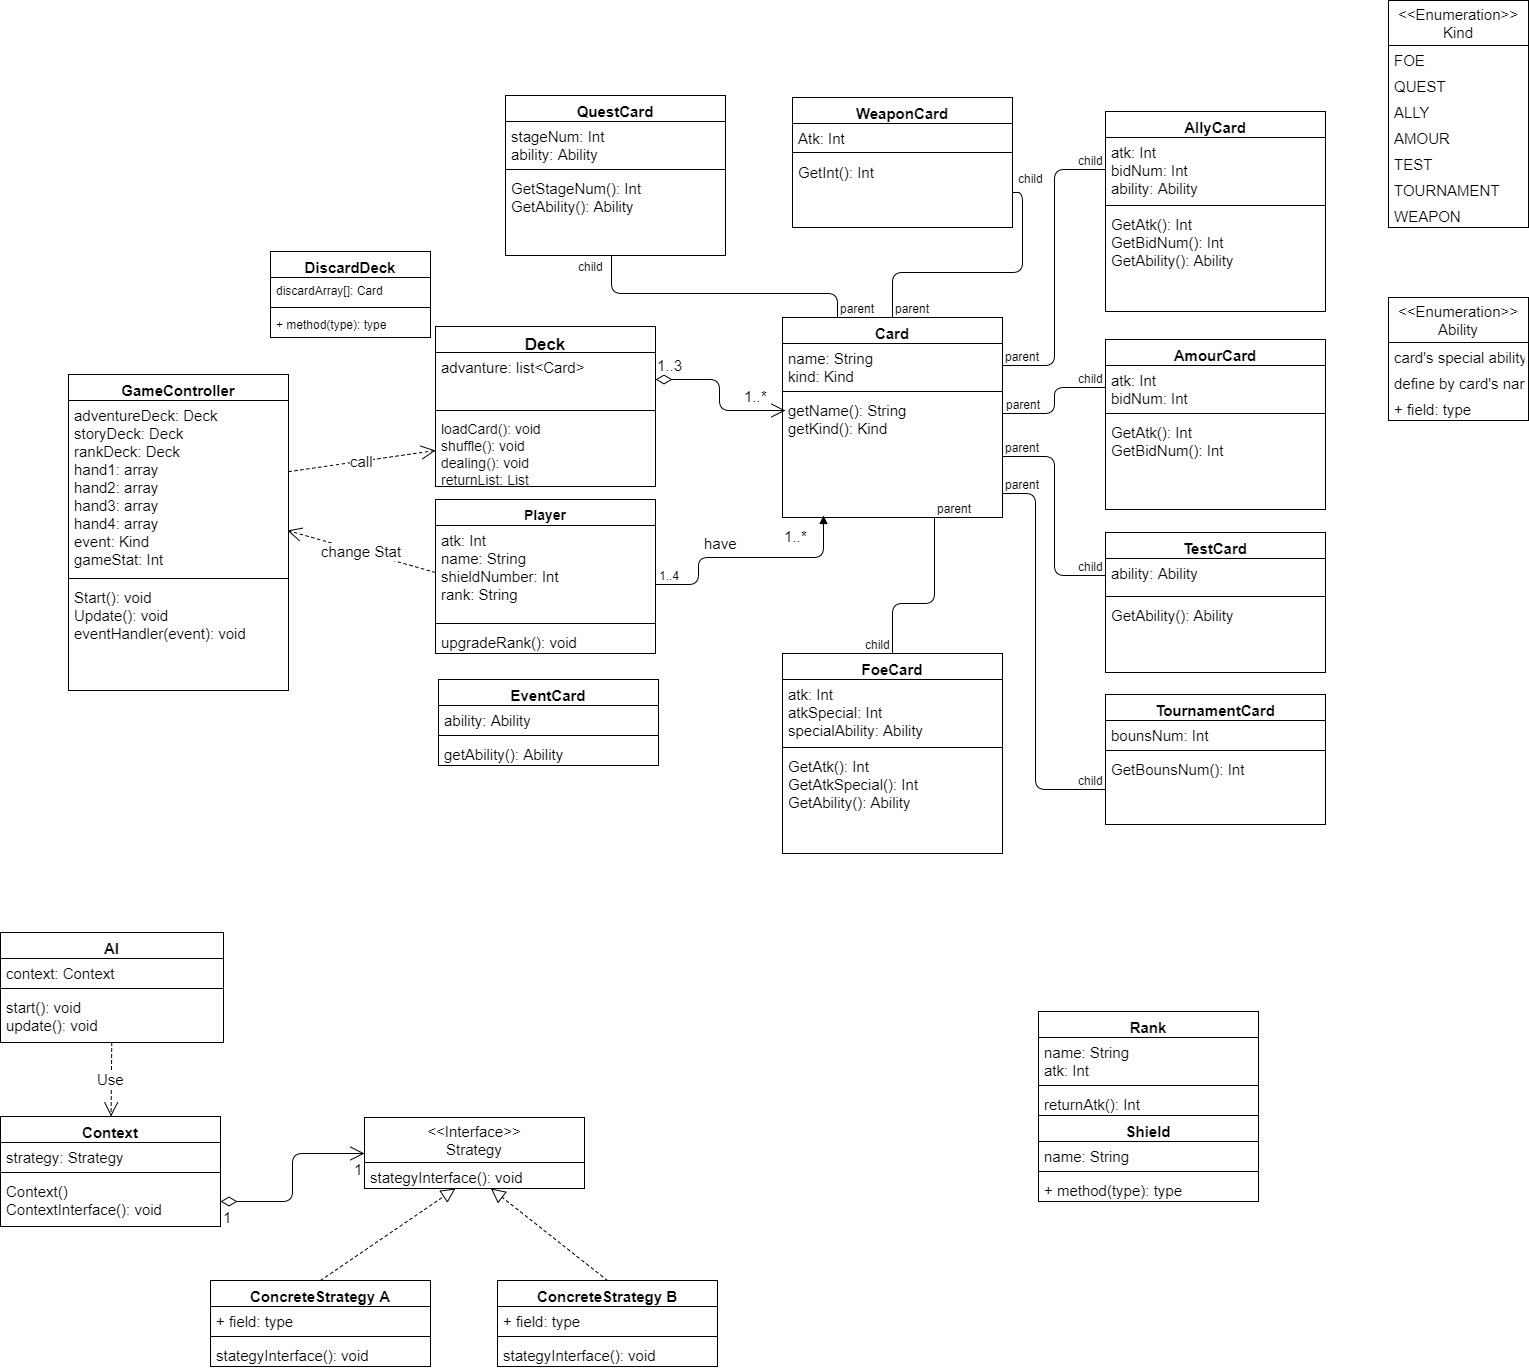 <<Enumeration>>
Kind
FOE
QUEST
ALLY
AMOUR
TEST
TOURNAMENT
WEAPON
QuestCard
stageNum: Int
ability: Ability
GetStageNum(): Int
GetAbility(): Ability
child
parent
WeaponCard
Atk: Int
GetInt(): Int
child
parent
AllyCard
atk: Int
bidNum: Int
ability: Ability
GetAtk(): Int
GetBidNum(): Int
GetAbility(): Ability
child
parent
<<Enumeration>>
Ability
card's special ability
define by card's nar
+ field: type
DiscardDeck
discardArray[]: Card
+ method(type): type
Deck
advanture: list<Card>
loadCard(): void
shuffle(): void
dealing(): void
returnList: List
1..3
1..*
Card
name: String
kind: Kind
getName(): String
getKind(): Kind
AmourCard
atk: Int
bidNum: Int
GetAtk(): Int
GetBidNum(): Int
child
parent
GameController
adventureDeck: Deck
storyDeck: Deck
rankDeck: Deck
hand1: array
hand2: array
hand3: array
hand4: array
event: Kind
gameStat: Int
Start(): void
Update(): void
eventHandler(event): void
call
change Stat
Player
atk: Int
name: String
shieldNumber: Int
rank: String
upgradeRank(): void
1..4
have
1..*
parent
parent
parent
child
TestCard
ability: Ability
GetAbility(): Ability
child
EventCard
ability: Ability
getAbility(): Ability
FoeCard
atk: Int
atkSpecial: Int
specialAbility: Ability
GetAtk(): Int
GetAtkSpecial(): Int
GetAbility(): Ability
TournamentCard
bounsNum: Int
GetBounsNum(): Int
child
AI
context: Context
start(): void
update(): void
Use
Context
strategy: Strategy
Context()
ContextInterface(): void
1
1
<<Interface>>
Strategy
stategyInterface(): void
ConcreteStrategy A
+ field: type
stategyInterface(): void
ConcreteStrategy B
+ field: type
stategyInterface(): void
Rank
name: String
atk: Int
returnAtk(): Int
Shield
name: String
+ method(type): type